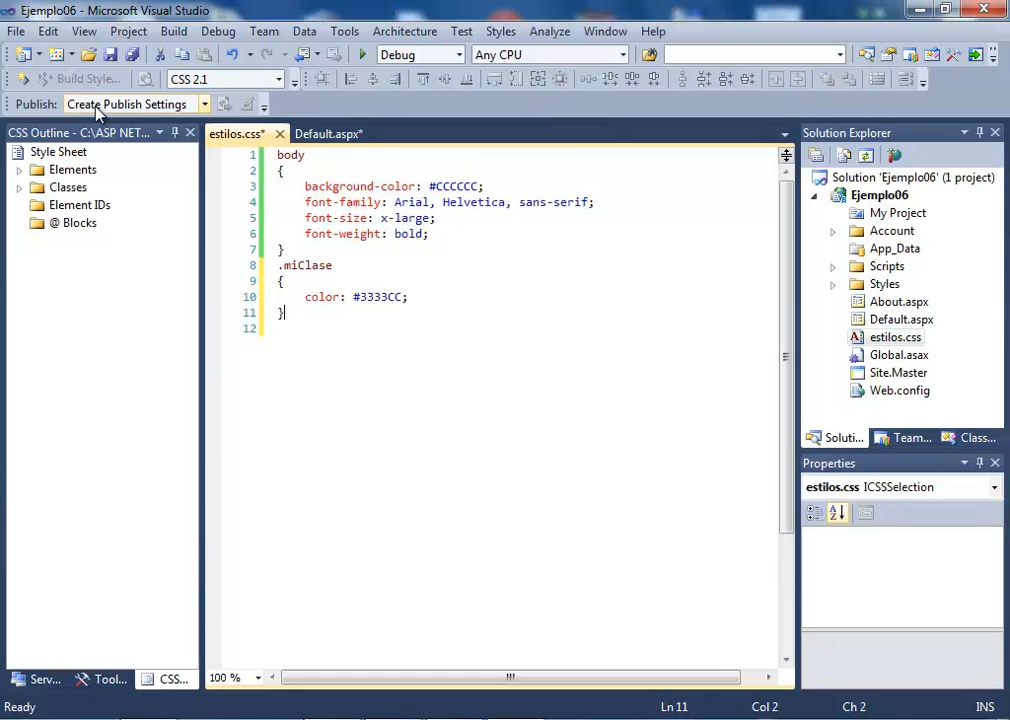 Ejemplo06 - Microsoft Visual Studio
File Edit View Project Build Debug Team Data Tools Architecture Test Styles Analyze Window Help
Debug Any CPU
Build Style... CSS 2.1
Publish: Create Publish Settings
CSS Outline - C:\ASP NET...
Style Sheet
Elements
Classes
Element IDs
@ Blocks
Serv... Tool... CSS...
estilos.css* Default.aspx*
1 body
2 {
3 background-color: #CCCCCC;
4 font-family: Arial, Helvetica, sans-serif;
5 font-size: x-large;
6 font-weight: bold;
7 }
8 .miClase
9 {
10 color: #3333CC;
11 }
12
100 %
Solution Explorer
Solution 'Ejemplo06' (1 project)
Ejemplo06
My Project
Account
App_Data
Scripts
Styles
About.aspx
Default.aspx
estilos.css
Global.asax
Site.Master
Web.config
Soluti... Team... Class...
Properties
estilos.css ICSSSelection
Ready Ln 11 Col 2 Ch 2 INS